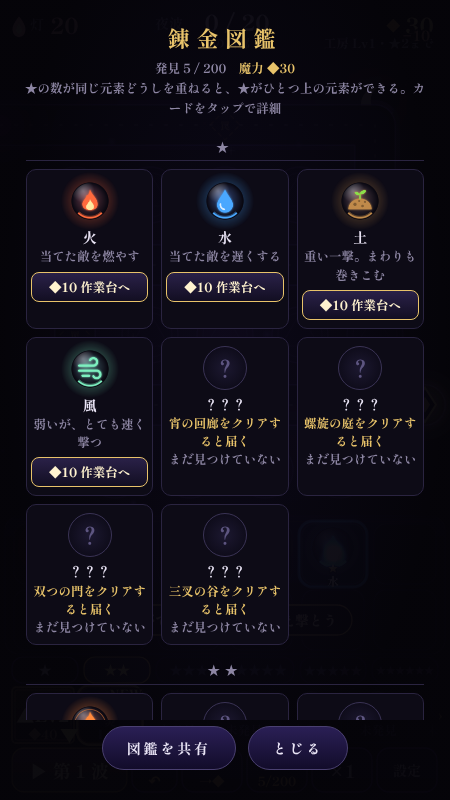 錬金図鑑
発見 5 / 200 魔力 ◆30
★の数が同じ元素どうしを重ねると、★がひとつ上の元素ができる。カ
ードをタップで詳細
★
火
当てた敵を燃やす
◆10 作業台へ
水
当てた敵を遅くする
◆10 作業台へ
土
重い一撃。まわりも
巻きこむ
◆10 作業台へ
風
弱いが、とても速く
撃つ
◆10 作業台へ
?
？？？
宵の回廊をクリアす
ると届く
まだ見つけていない
?
？？？
螺旋の庭をクリアす
ると届く
まだ見つけていない
?
？？？
双つの門をクリアす
ると届く
まだ見つけていない
?
？？？
三叉の谷をクリアす
ると届く
まだ見つけていない
★★
図鑑を共有
とじる